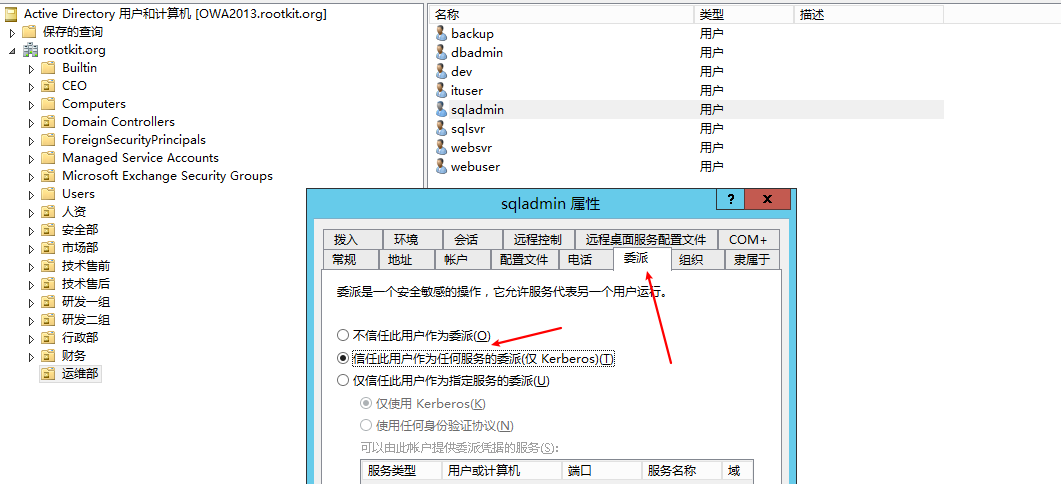 Active Directory 用户和计算机 [OWA2013.rootkit.org]
保存的查询
rootkit.org
Builtin
CEO
Computers
Domain Controllers
ForeignSecurityPrincipals
Managed Service Accounts
Microsoft Exchange Security Groups
Users
人资
安全部
市场部
技术售前
技术售后
研发一组
研发二组
行政部
财务
运维部
名称 类型 描述
backup 用户
dbadmin 用户
dev 用户
ituser 用户
sqladmin 用户
sqlsvr 用户
websvr 用户
webuser 用户
sqladmin 属性
? x
拨入 环境 会话 远程控制 远程桌面服务配置文件 COM+
常规 地址 帐户 配置文件 电话 委派 组织 隶属于
委派是一个安全敏感的操作，它允许服务代表另一个用户运行。
不信任此用户作为委派(O)
信任此用户作为任何服务的委派(仅 Kerberos)(T)
仅信任此用户作为指定服务的委派(U)
仅使用 Kerberos(K)
使用任何身份验证协议(N)
可以由此帐户提供委派凭据的服务(S):
服务类型 用户或计算机 端口 服务名称 域